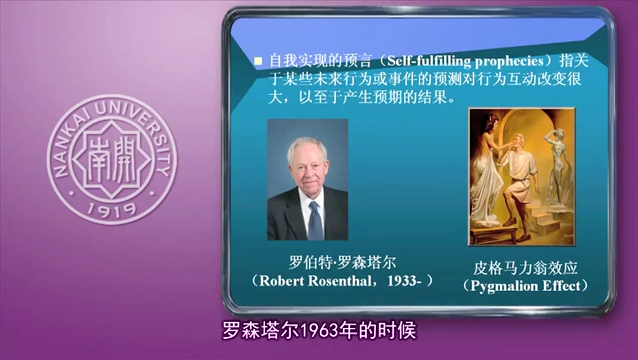 自我实现的预言（Self-fulfilling prophecies）指关
于某些未来行为或事件的预测对行为互动改变很
大，以至于产生预期的结果。
NANKAI UNIVERSITY
南開
1919
罗伯特·罗森塔尔
（Robert Rosenthal，1933- ）
皮格马力翁效应
（Pygmalion Effect）
罗森塔尔1963年的时候